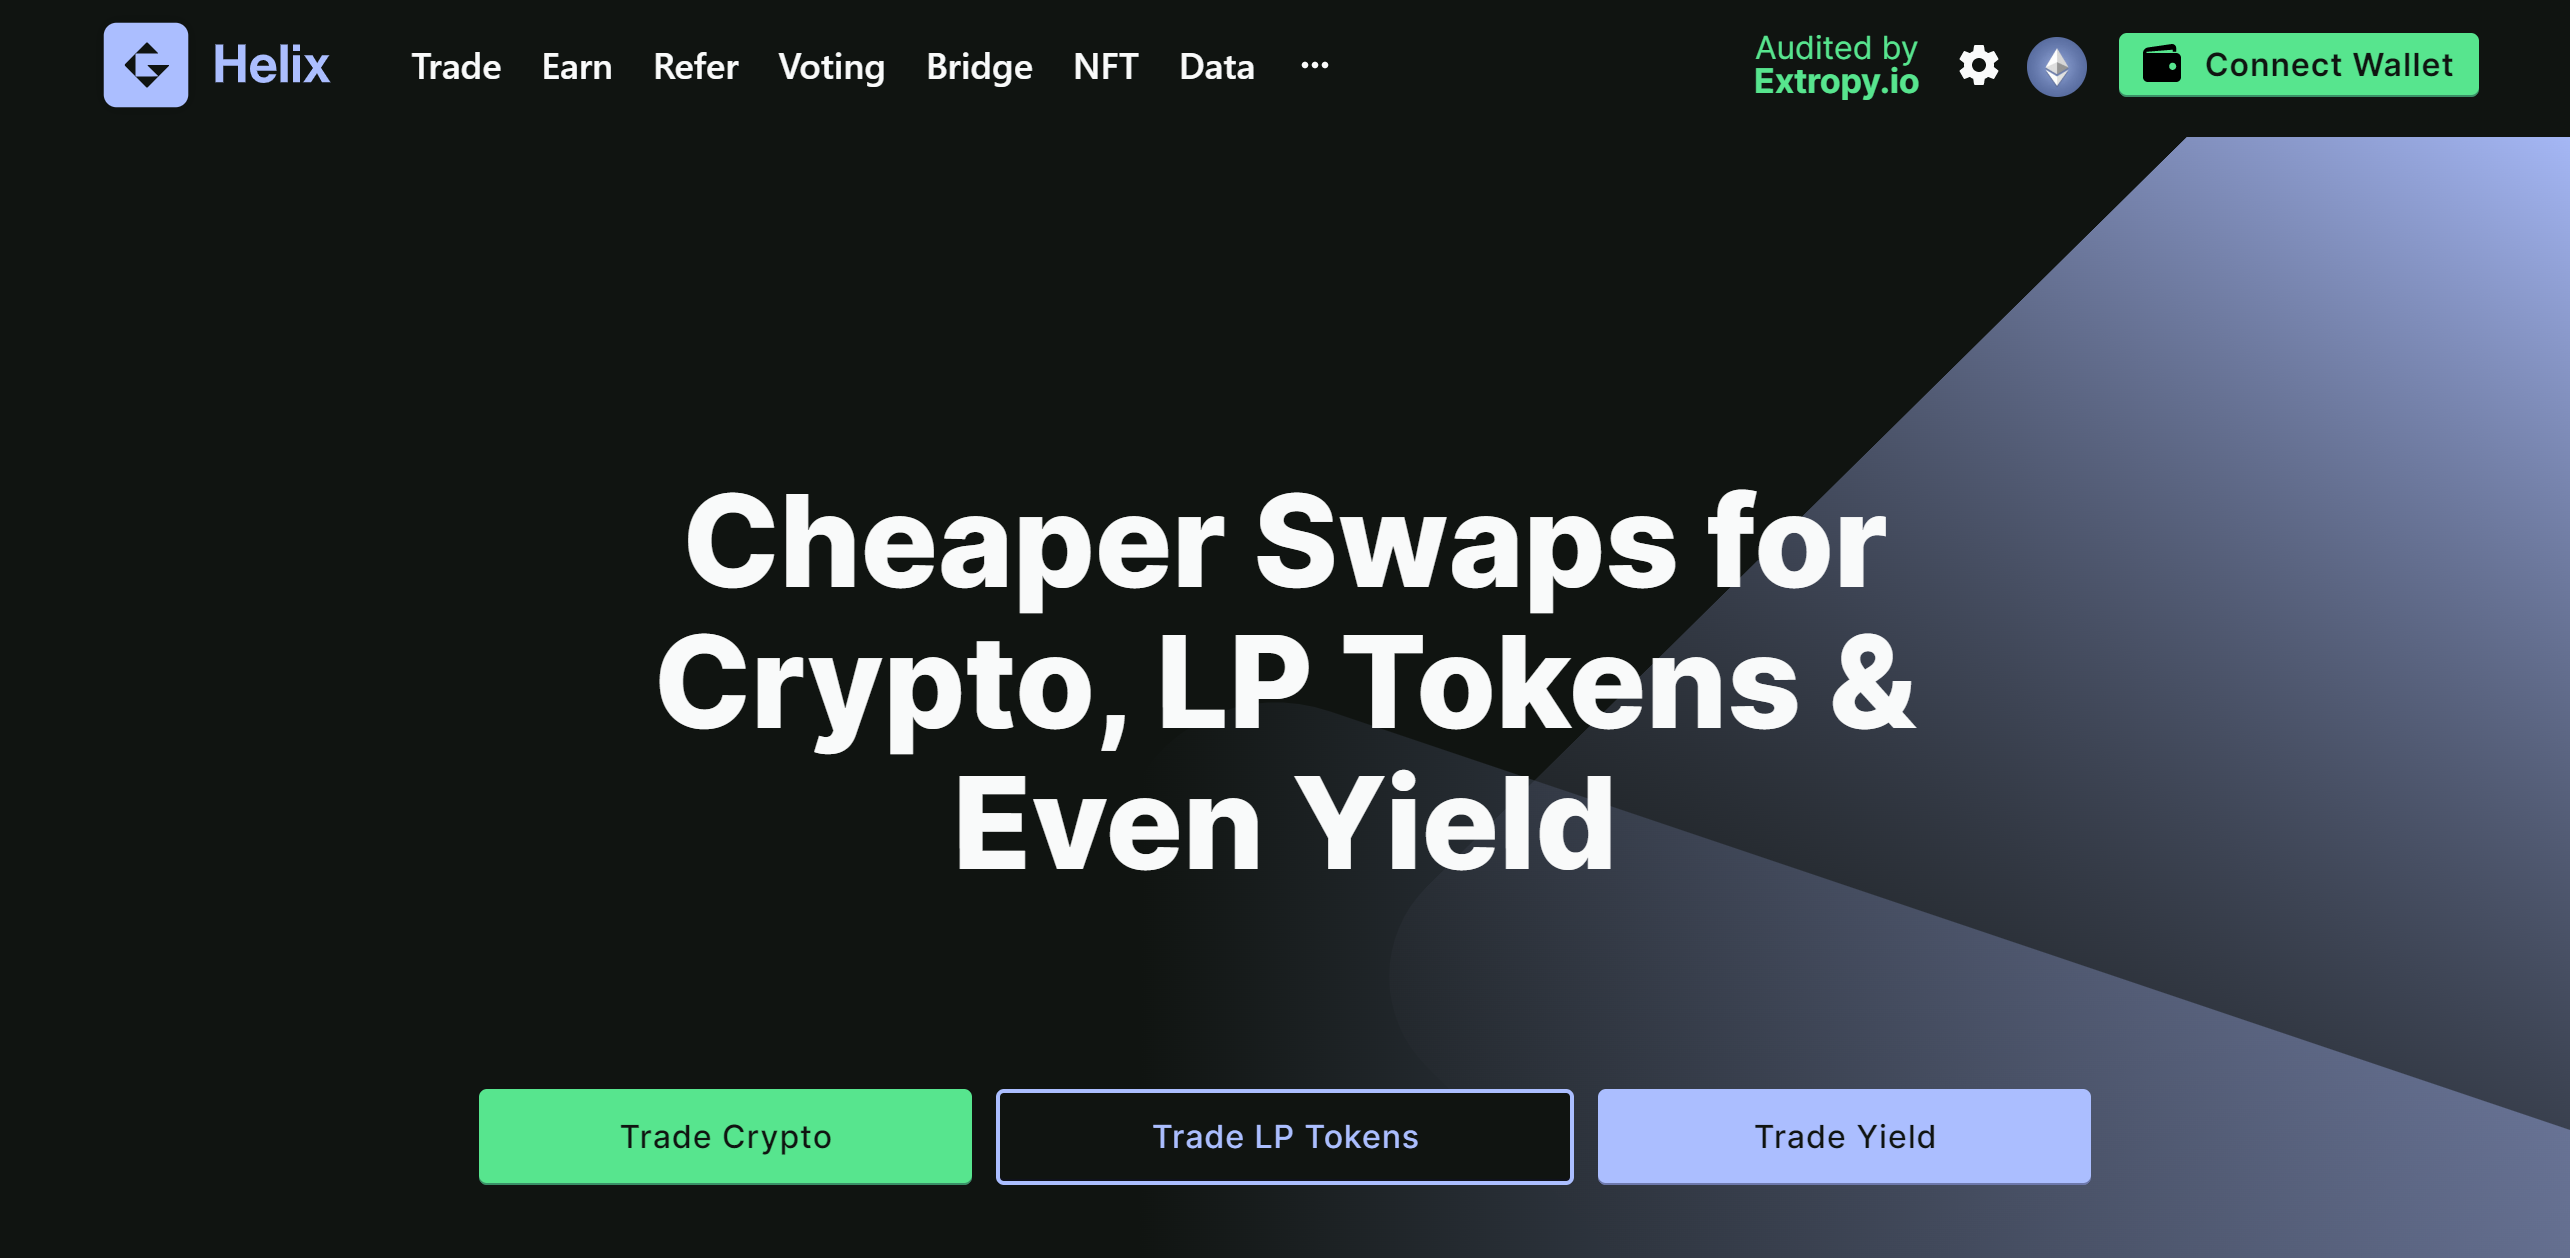 Helix
Trade
Earn
Refer
Voting
Bridge
NFT
Data
Audited by
Extropy.io
Connect Wallet
Cheaper Swaps for
Crypto, LP Tokens &
Even Yield
Trade Crypto
Trade LP Tokens
Trade Yield